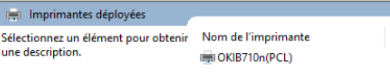 Imprimantes déployées
Sélectionnez un élément pour obtenir
une description.
Nom de l'imprimante
OKIB710n(PCL)